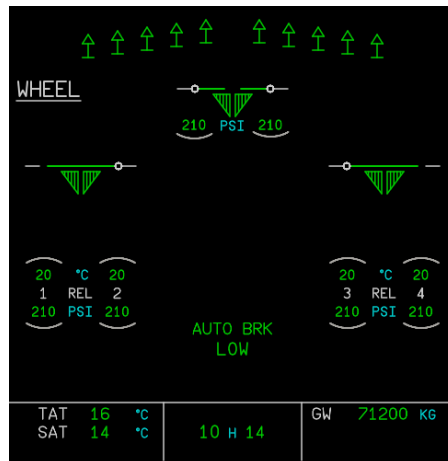 WHEEL
210 PSI 210
20 °C 20 20 °C 20
1 REL 2 3 REL 4
210 PSI 210 210 PSI 210
AUTO BRK
LOW
TAT 16 °C GW 71200 KG
SAT 14 °C 10 H 14